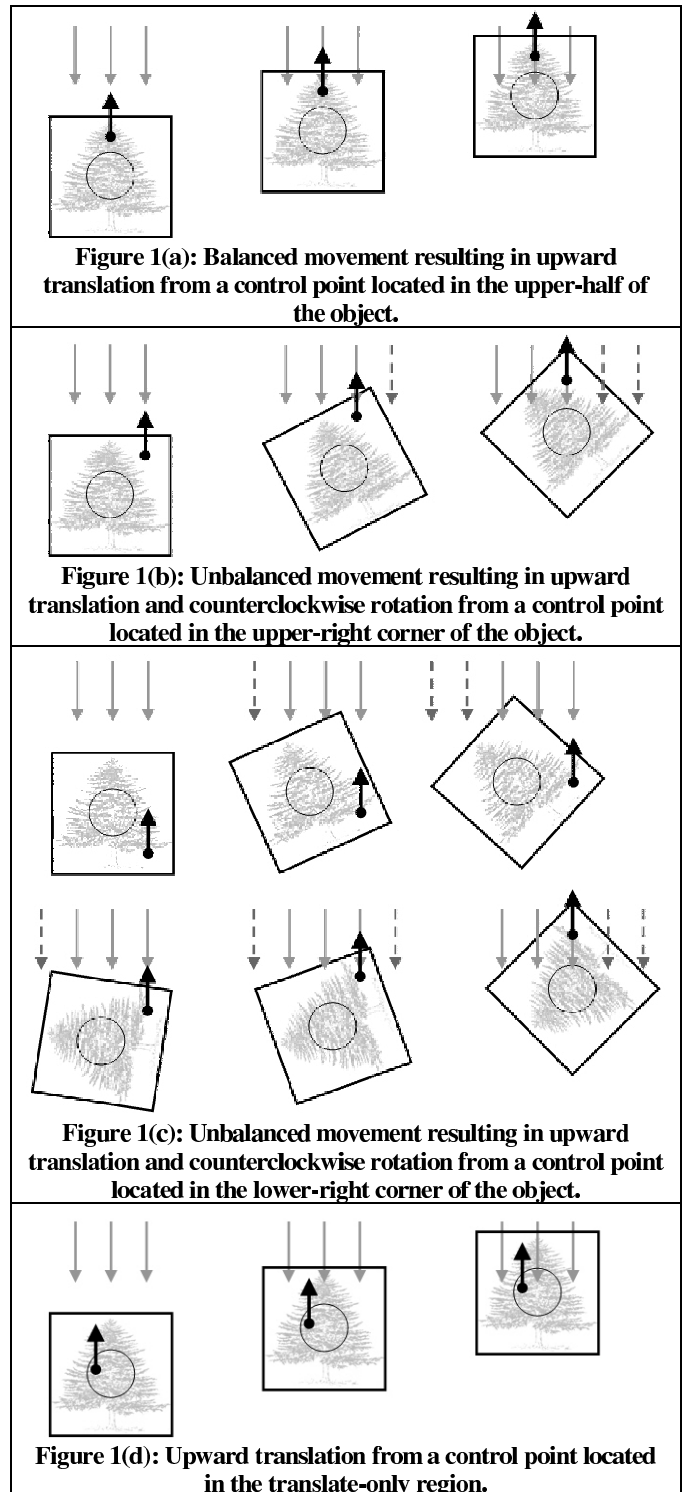 Figure 1(a): Balanced movement resulting in upward
translation from a control point located in the upper-half of
the object.
Figure 1(b): Unbalanced movement resulting in upward
translation and counterclockwise rotation from a control point
located in the upper-right corner of the object.
Figure 1(c): Unbalanced movement resulting in upward
translation and counterclockwise rotation from a control point
located in the lower-right corner of the object.
Figure 1(d): Upward translation from a control point located
in the translate-only region.